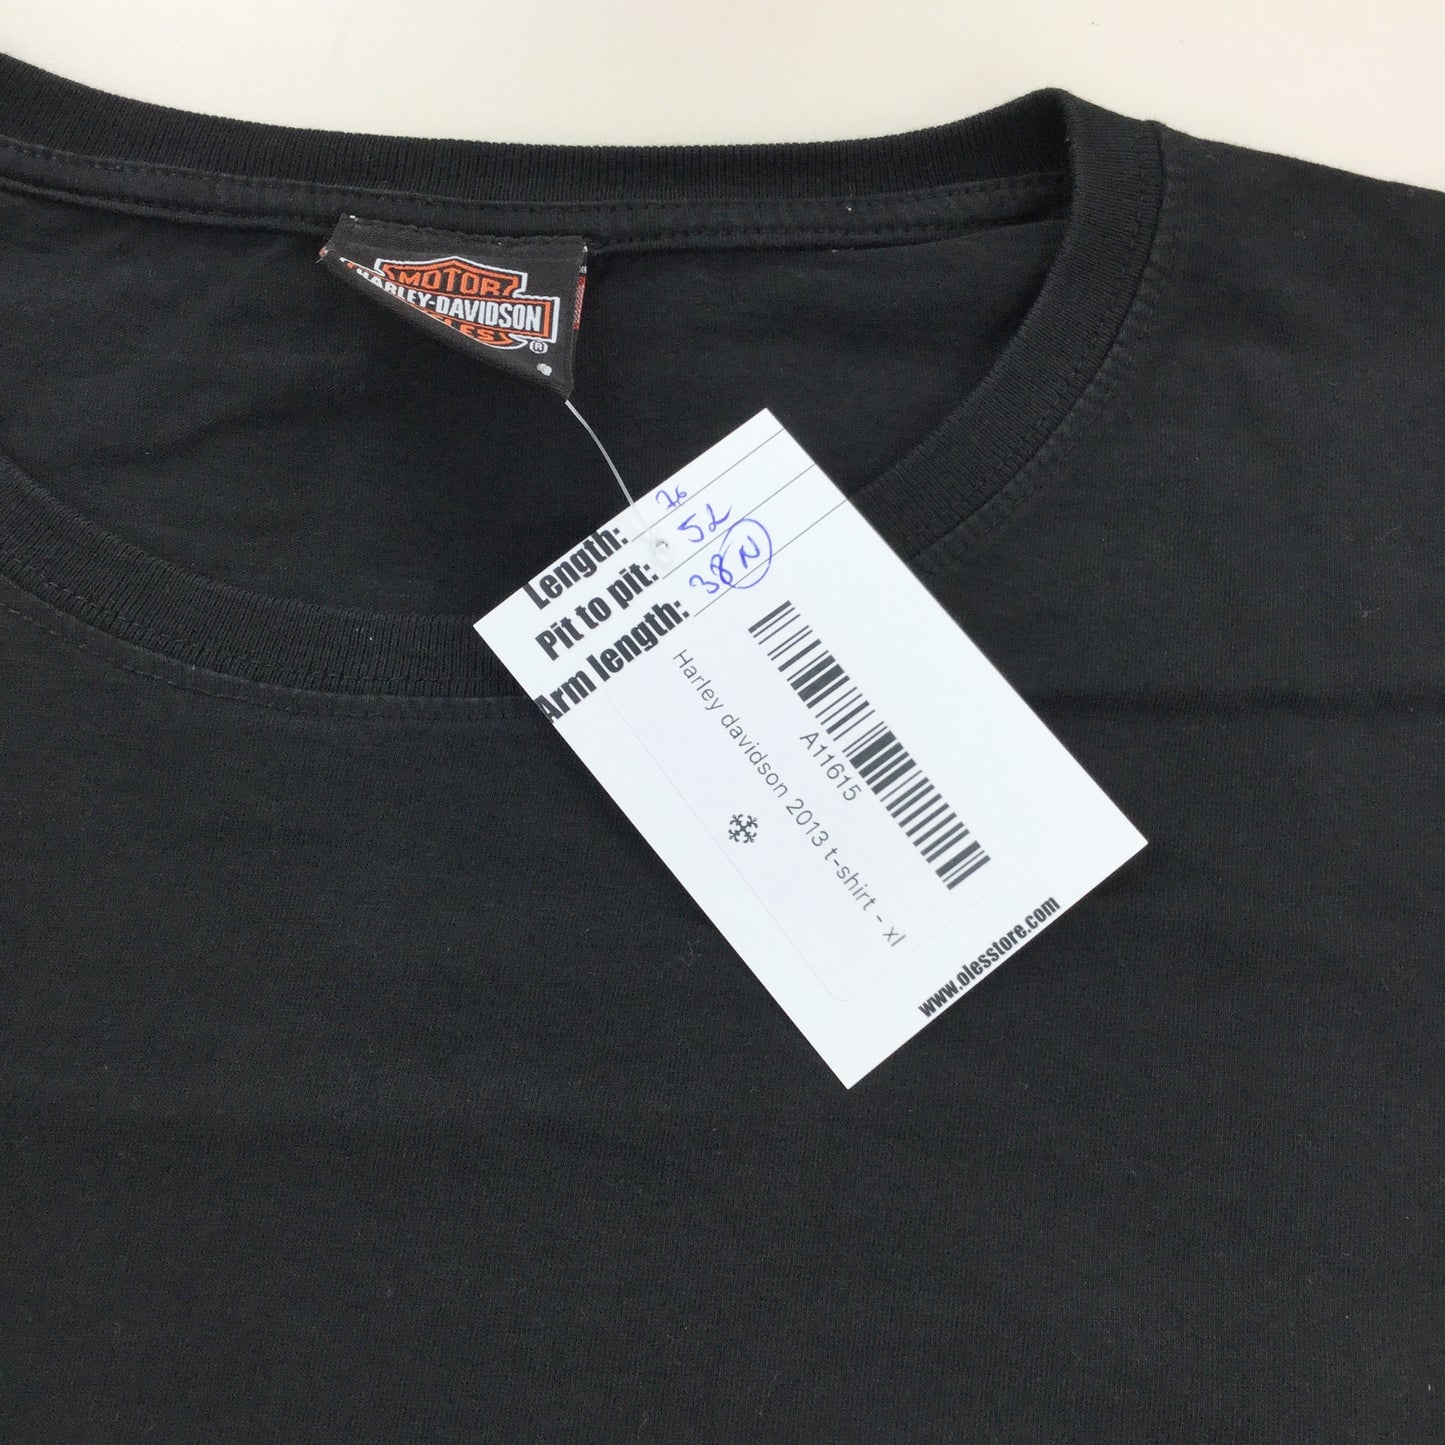 MOTOR
HARLEY-DAVIDSON
CLES
®
Length: 76
Pit to pit: 52
Arm length: 38 N
A11615
Harley davidson 2013 t-shirt - xl
www.olesstore.com